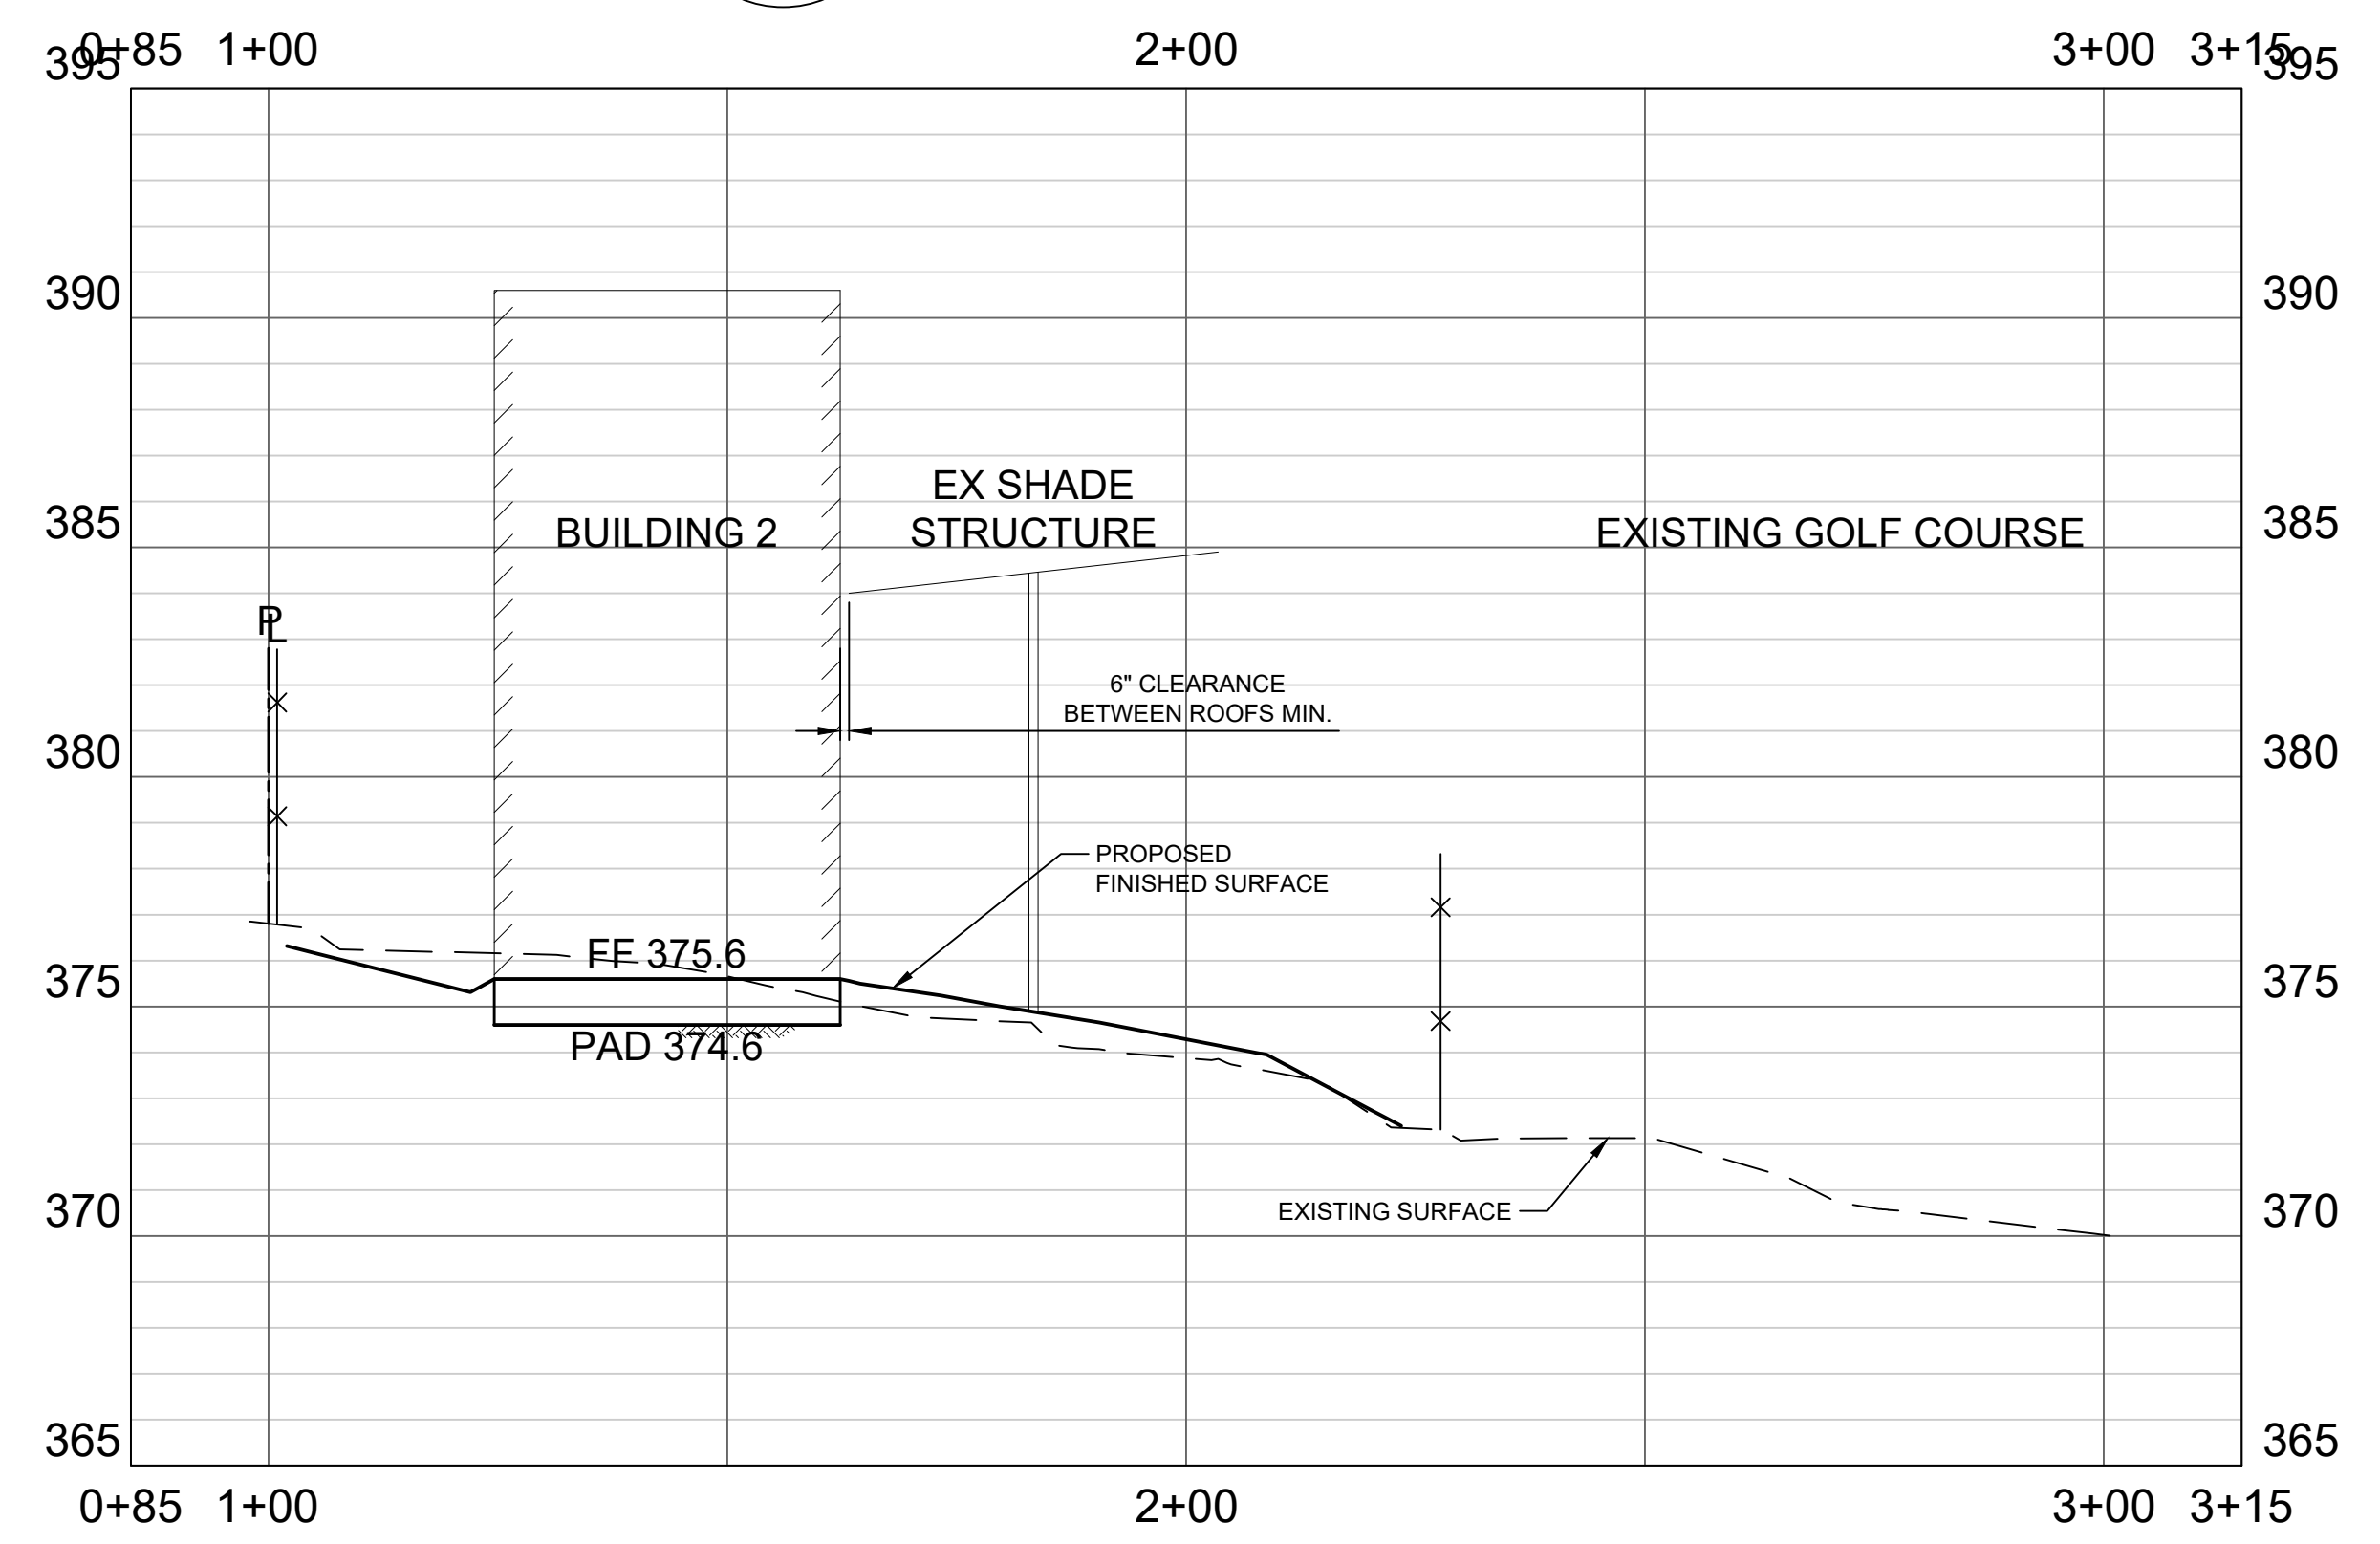 0+85 1+00 2+00 3+00 3+15
395 395
390 390
EX SHADE
STRUCTURE
BUILDING 2
EXISTING GOLF COURSE
385 385
PL
6" CLEARANCE
BETWEEN ROOFS MIN.
380 380
PROPOSED
FINISHED SURFACE
FF 375.6
375 375
PAD 374.6
EXISTING SURFACE
370 370
365 365
0+85 1+00 2+00 3+00 3+15